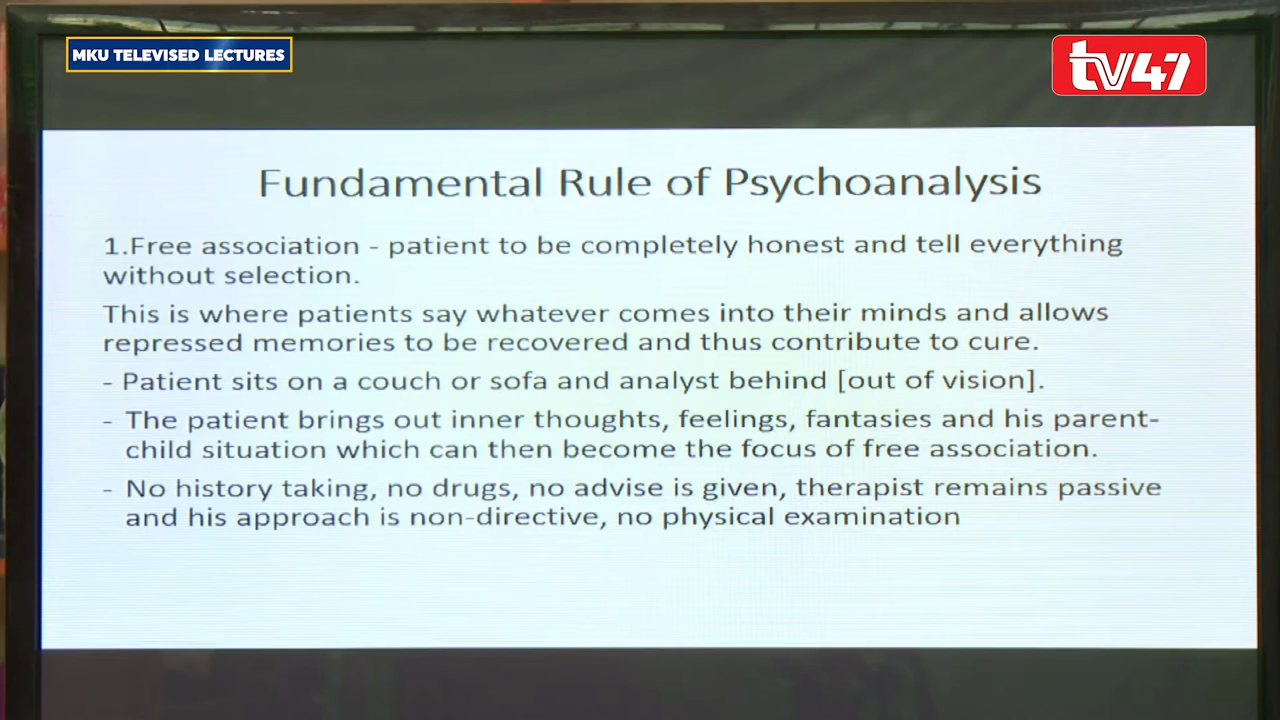 MKU TELEVISED LECTURES
tv47
Fundamental Rule of Psychoanalysis
1.Free association - patient to be completely honest and tell everything
without selection.
This is where patients say whatever comes into their minds and allows
repressed memories to be recovered and thus contribute to cure.
- Patient sits on a couch or sofa and analyst behind [out of vision].
- The patient brings out inner thoughts, feelings, fantasies and his parent-
child situation which can then become the focus of free association.
- No history taking, no drugs, no advise is given, therapist remains passive
and his approach is non-directive, no physical examination